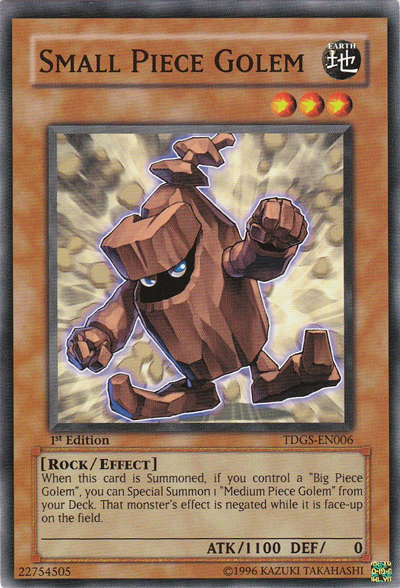 SMALL PIECE GOLEM
EARTH
地
1st Edition
TDGS-EN006
[ROCK/EFFECT]
When this card is Summoned, if you control a "Big Piece
Golem", you can Special Summon 1 "Medium Piece Golem" from
your Deck. That monster's effect is negated while it is face-up
on the field.
ATK/1100 DEF/ 0
22754505
©1996 KAZUKI TAKAHASHI